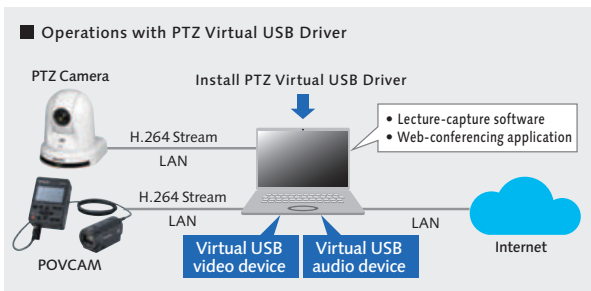 ■ Operations with PTZ Virtual USB Driver
PTZ Camera
Install PTZ Virtual USB Driver
• Lecture-capture software
• Web-conferencing application
H.264 Stream
LAN
H.264 Stream
LAN
LAN
Virtual USB
video device
Virtual USB
audio device
POVCAM
Internet